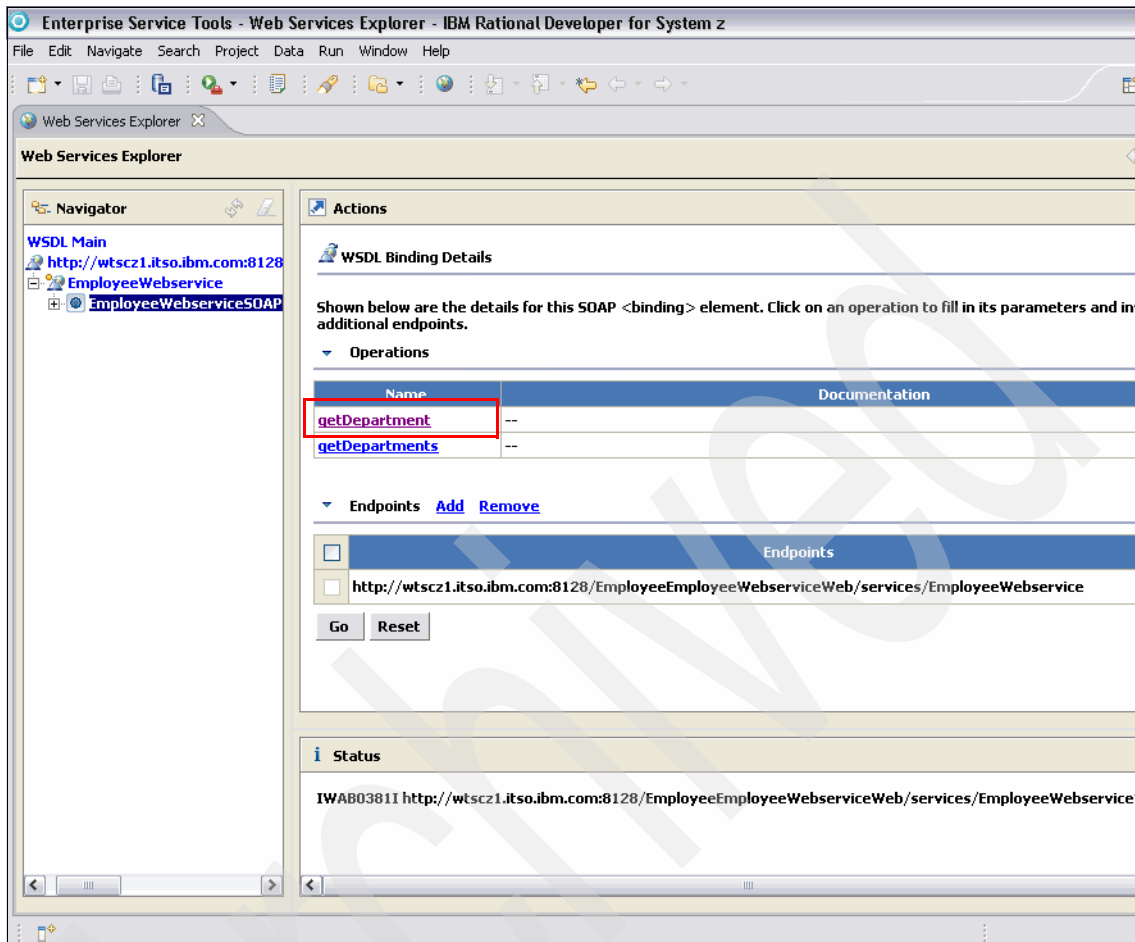 Enterprise Service Tools - Web Services Explorer - IBM Rational Developer for System z
File Edit Navigate Search Project Data Run Window Help
Web Services Explorer
Web Services Explorer
Navigator
Actions
WSDL Main
http://wtscz1.itso.ibm.com:8128
EmployeeWebservice
EmployeeWebserviceSOAP
WSDL Binding Details
Shown below are the details for this SOAP <binding> element. Click on an operation to fill in its parameters and in
additional endpoints.
Operations
Name Documentation
getDepartment --
getDepartments --
Endpoints Add Remove
Endpoints
http://wtscz1.itso.ibm.com:8128/EmployeeEmployeeWebserviceWeb/services/EmployeeWebservice
Go Reset
i Status
IWAB0381I http://wtscz1.itso.ibm.com:8128/EmployeeEmployeeWebserviceWeb/services/EmployeeWebservice